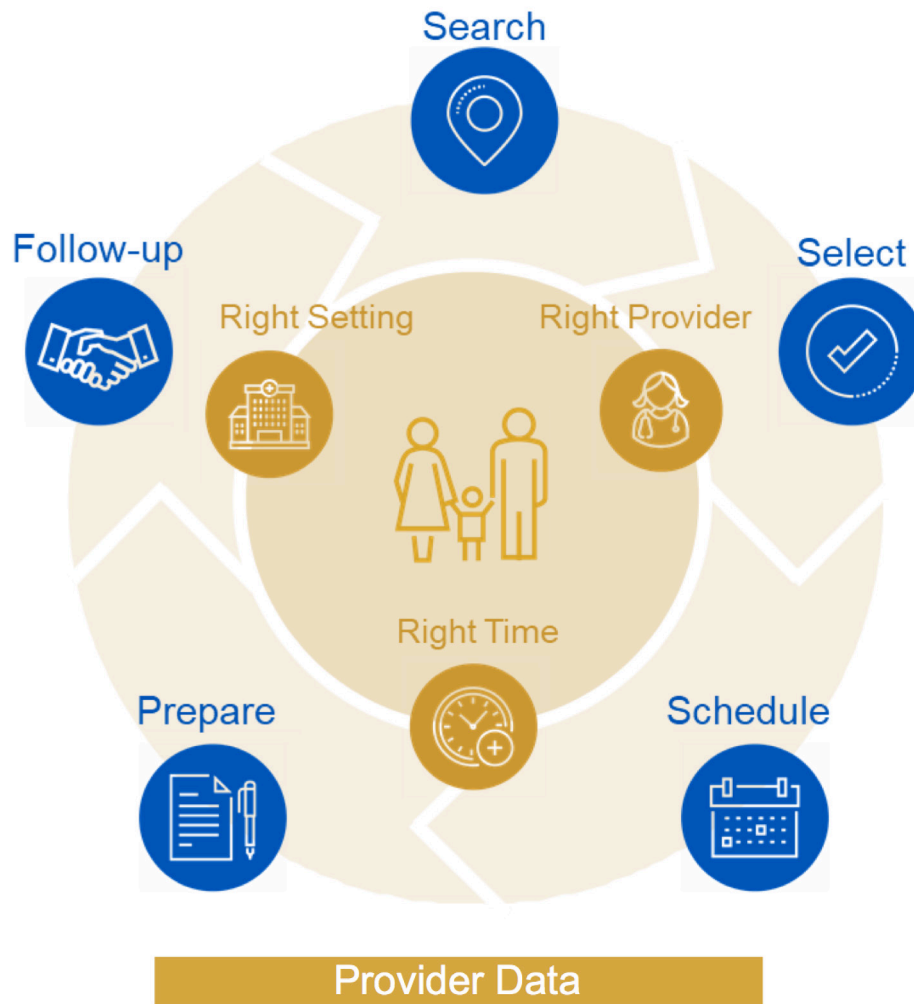 Search
Follow-up
Select
Right Setting
Right Provider
Right Time
Prepare
Schedule
Provider Data